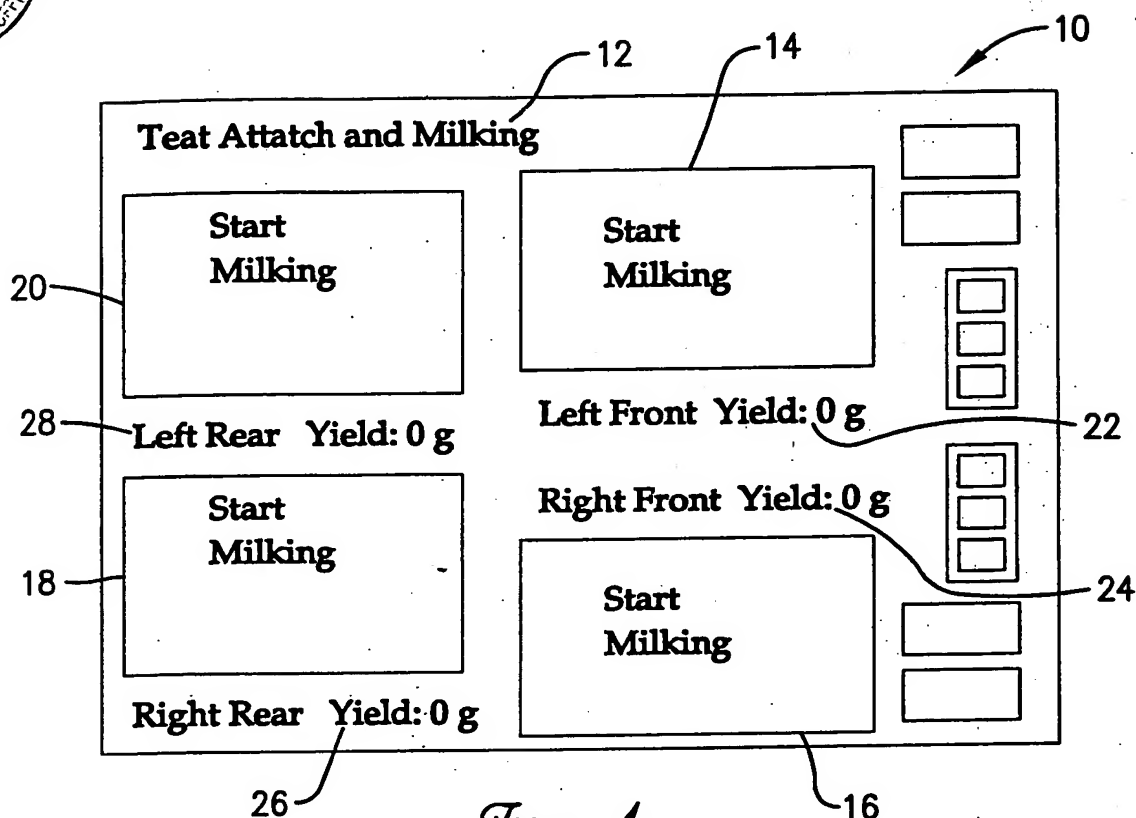 10
12
14
Teat Attatch and Milking
Start
Milking
Start
Milking
20
28
Left Rear Yield: 0 g
Left Front Yield: 0 g
22
Right Front Yield: 0 g
Start
Milking
18
24
Start
Milking
Right Rear Yield: 0 g
26
16